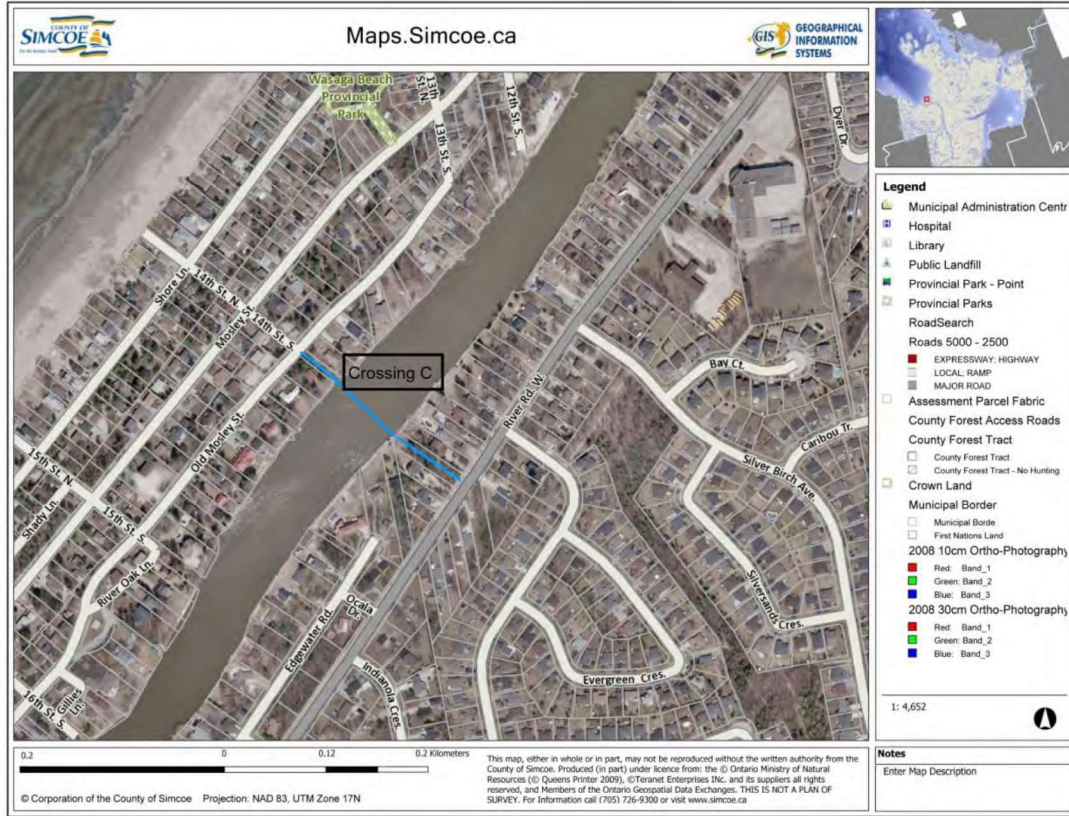 COUNTY OF
SIMCOE
For the Greater Good
Maps.Simcoe.ca
GIS
GEOGRAPHICAL
INFORMATION
SYSTEMS
Wasaga Beach
Provincial
Park
13th
St. N.
13th St. S.
12th St. S.
Dyer Dr.
Shore Ln.
14th St. N.
14th St. S.
Mosley St.
Crossing C
Old Mosley St.
River Rd. W.
Bay Ct.
Caribou Tr.
Silver Birch Ave.
15th St. N.
15th St. S.
Shady Ln.
River Oak Ln.
Silversands Cres.
Ocala
Dr.
Edgewater Rd.
Evergreen Cres.
Indianola Cres.
Gillies
Ln.
16th St. S.
Legend
Municipal Administration Centr
Hospital
Library
Public Landfill
Provincial Park - Point
Provincial Parks
RoadSearch
Roads 5000 - 2500
EXPRESSWAY; HIGHWAY
LOCAL; RAMP
MAJOR ROAD
Assessment Parcel Fabric
County Forest Access Roads
County Forest Tract
County Forest Tract
County Forest Tract - No Hunting
Crown Land
Municipal Border
Municipal Borde
First Nations Land
2008 10cm Ortho-Photography
Red: Band_1
Green: Band_2
Blue: Band_3
2008 30cm Ortho-Photography
Red: Band_1
Green: Band_2
Blue: Band_3
1: 4,652
0.2 0 0.12 0.2 Kilometers
© Corporation of the County of Simcoe Projection: NAD 83, UTM Zone 17N
This map, either in whole or in part, may not be reproduced without the written authority from the
County of Simcoe. Produced (in part) under licence from: the © Ontario Ministry of Natural
Resources (© Queens Printer 2009), ©Teranet Enterprises INc. and its suppliers all rights
reserved, and Members of the Ontario Geospatial Data Exchanges. THIS IS NOT A PLAN OF
SURVEY. For Information call (705) 726-9300 or visit www.simcoe.ca
Notes
Enter Map Description